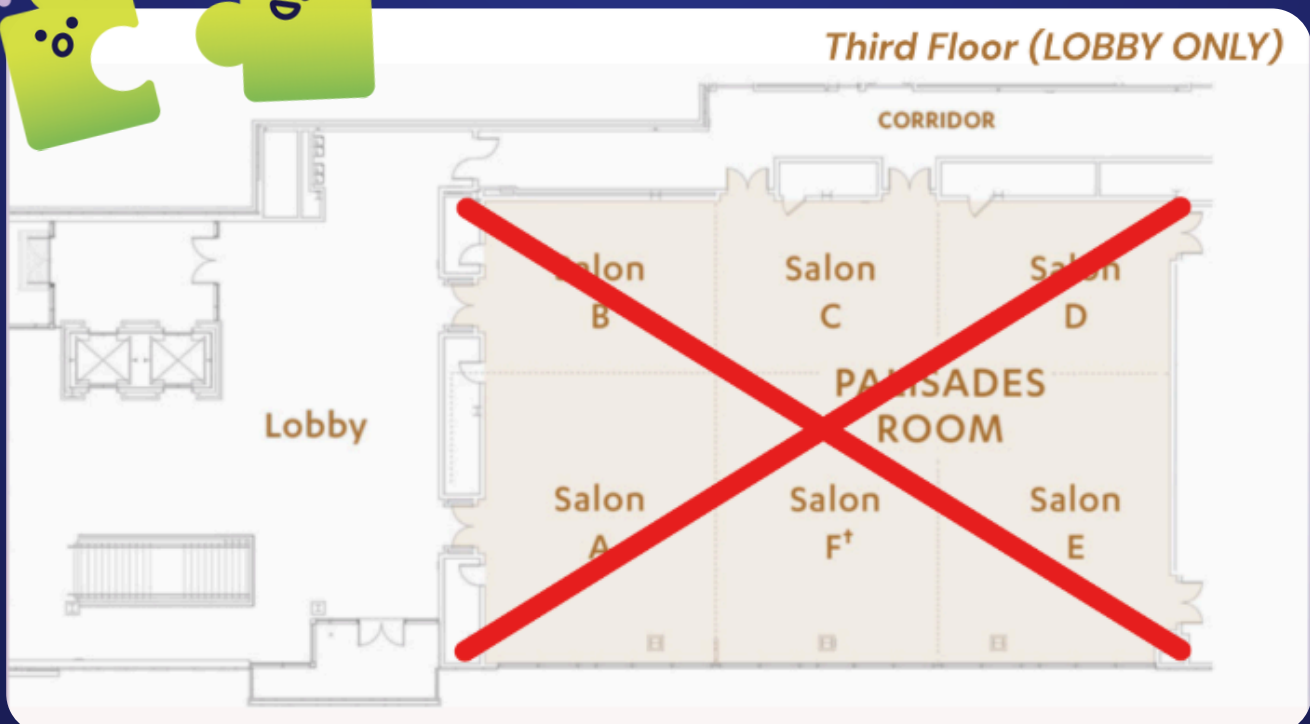 Third Floor (LOBBY ONLY)
CORRIDOR
Salon
B
Salon
C
Salon
D
PALISADES
ROOM
Lobby
Salon
A
Salon
F†
Salon
E